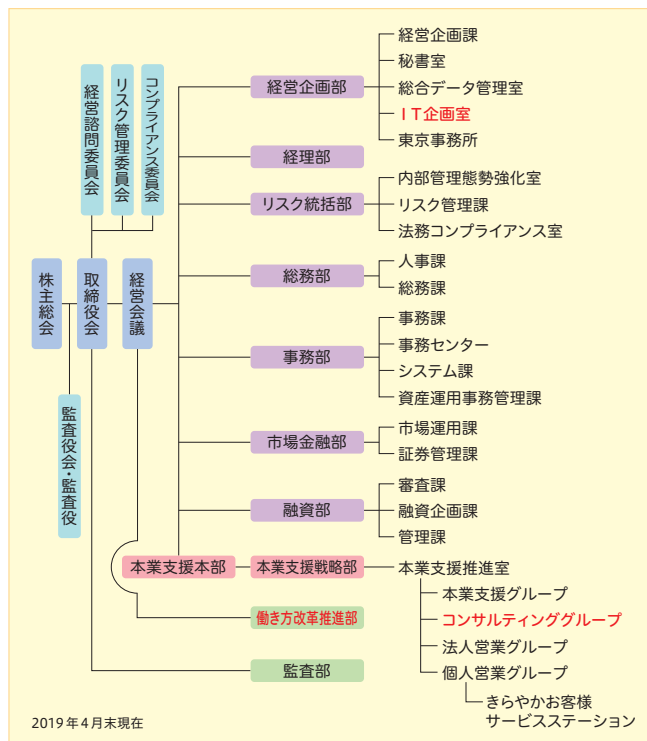 経営諮問委員会
リスク管理委員会
コンプライアンス委員会
株主総会
取締役会
経営会議
監査役会・監査役
経営企画部
経営企画課
秘書室
総合データ管理室
IT企画室
東京事務所
経理部
リスク統括部
内部管理態勢強化室
リスク管理課
法務コンプライアンス室
総務部
人事課
総務課
事務部
事務課
事務センター
システム課
資産運用事務管理課
市場金融部
市場運用課
証券管理課
融資部
審査課
融資企画課
管理課
本業支援本部
本業支援戦略部
本業支援推進室
本業支援グループ
コンサルティンググループ
法人営業グループ
個人営業グループ
きらやかお客様
サービスステーション
働き方改革推進部
監査部
2019年4月末現在